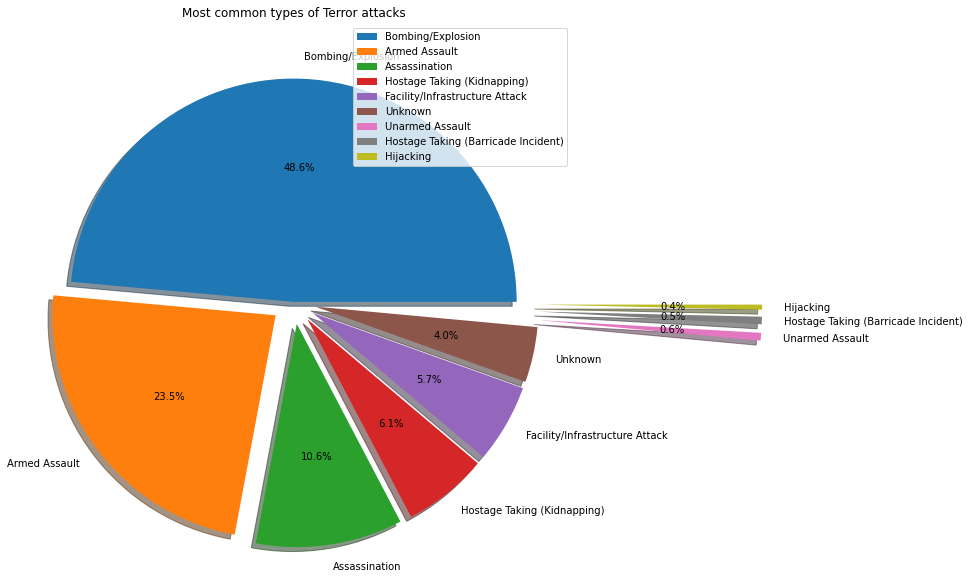 Most common types of Terror attacks
Bombing/Explosion
Bombing/Explosion
Armed Assault
Assassination
Hostage Taking (Kidnapping)
Facility/Infrastructure Attack
Unknown
Unarmed Assault
Hostage Taking (Barricade Incident)
Hijacking
48.6%
0.4%
Hijacking
0.5%
Hostage Taking (Barricade Incident)
0.6%
Unarmed Assault
4.0%
Unknown
5.7%
23.5%
6.1%
Facility/Infrastructure Attack
10.6%
Armed Assault
Hostage Taking (Kidnapping)
Assassination